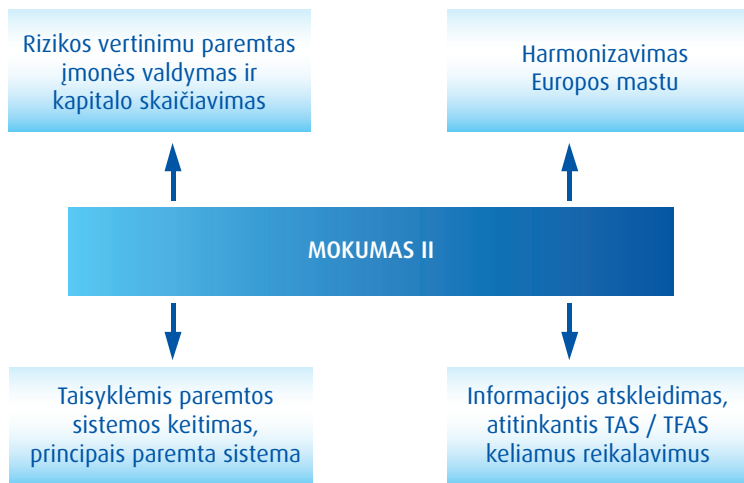 Rizikos vertinimu paremtas
įmonės valdymas ir
kapitalo skaičiavimas
Harmonizavimas
Europos mastu
MOKUMAS II
Taisyklėmis paremtos
sistemos keitimas,
principais paremta sistema
Informacijos atskleidimas,
atitinkantis TAS / TFAS
keliamus reikalavimus